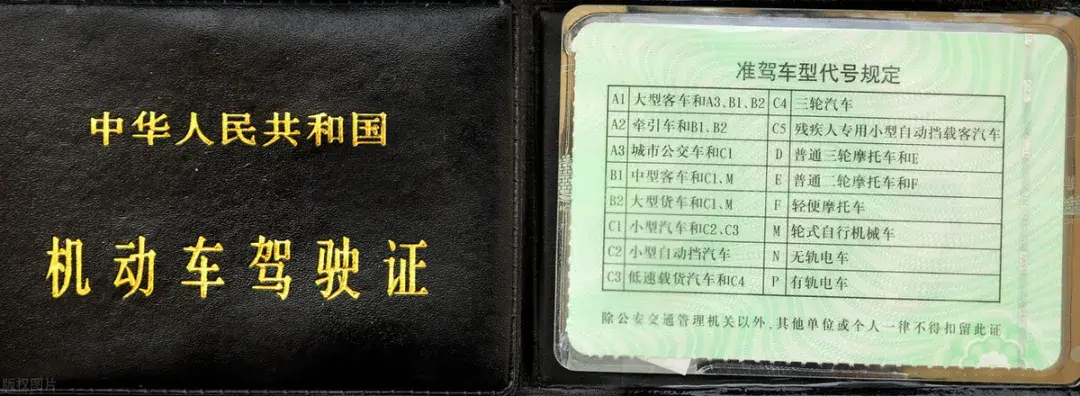 中华人民共和国
机动车驾驶证
准驾车型代号规定
A1 大型客车和A3、B1、B2 C4 三轮汽车
A2 牵引车和B1、B2 C5 残疾人专用小型自动挡载客汽车
A3 城市公交车和C1 D 普通三轮摩托车和E
B1 中型客车和C1、M E 普通二轮摩托车和F
B2 大型货车和C1、M F 轻便摩托车
C1 小型汽车和C2、C3 M 轮式自行机械车
C2 小型自动挡汽车 N 无轨电车
C3 低速载货汽车和C4 P 有轨电车
除公安交通管理机关以外，其他单位或个人一律不得扣留此证
版权图片